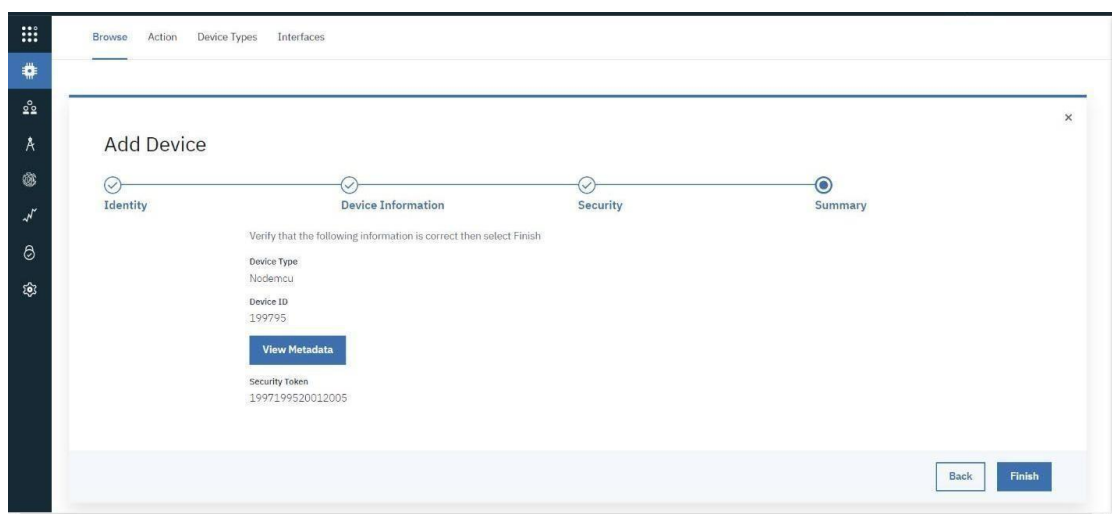 Browse Action Device Types Interfaces
Add Device
Identity Device Information Security Summary
Verify that the following information is correct then select Finish
Device Type
Nodemcu
Device ID
199795
View Metadata
Security Token
1997199520012005
Back Finish